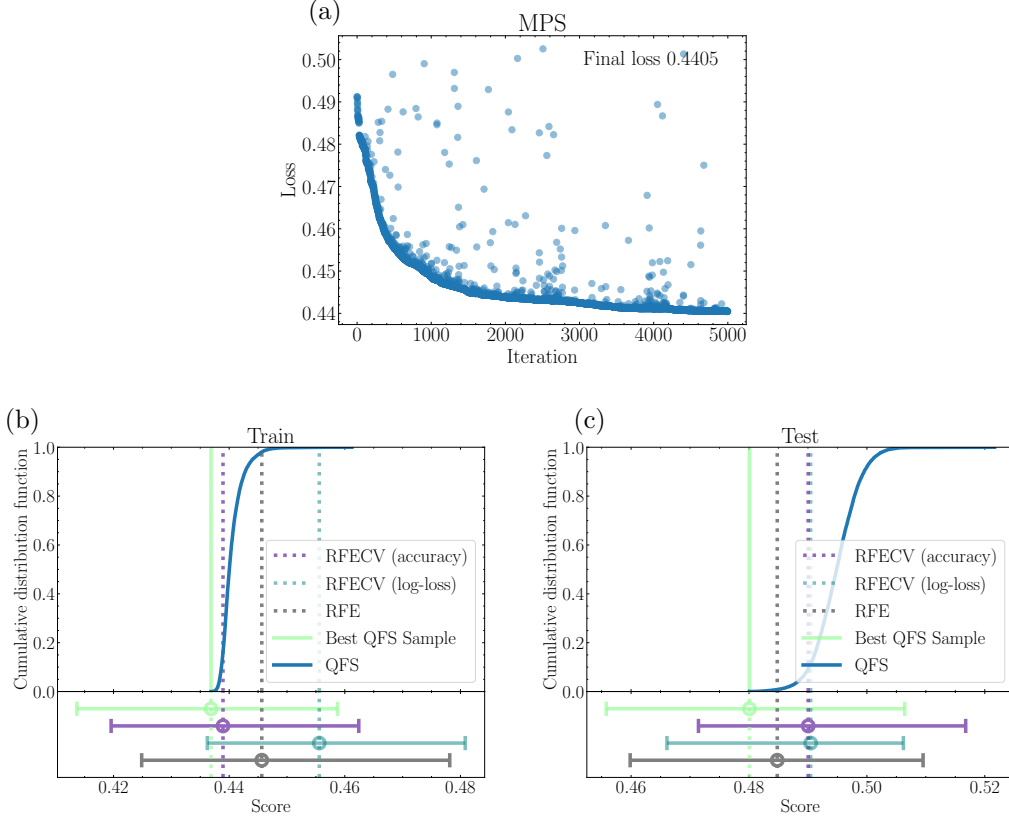 (a)
MPS
Final loss 0.4405
0.50
0.49
0.48
0.47
0.46
0.45
0.44
Loss
0 1000 2000 3000 4000 5000
Iteration
(b)
Train
1.0
0.8
0.6
0.4
0.2
0.0
Cumulative distribution function
RFECV (accuracy)
RFECV (log-loss)
RFE
Best QFS Sample
QFS
0.42 0.44 0.46 0.48
Score
(c)
Test
1.0
0.8
0.6
0.4
0.2
0.0
Cumulative distribution function
RFECV (accuracy)
RFECV (log-loss)
RFE
Best QFS Sample
QFS
0.46 0.48 0.50 0.52
Score